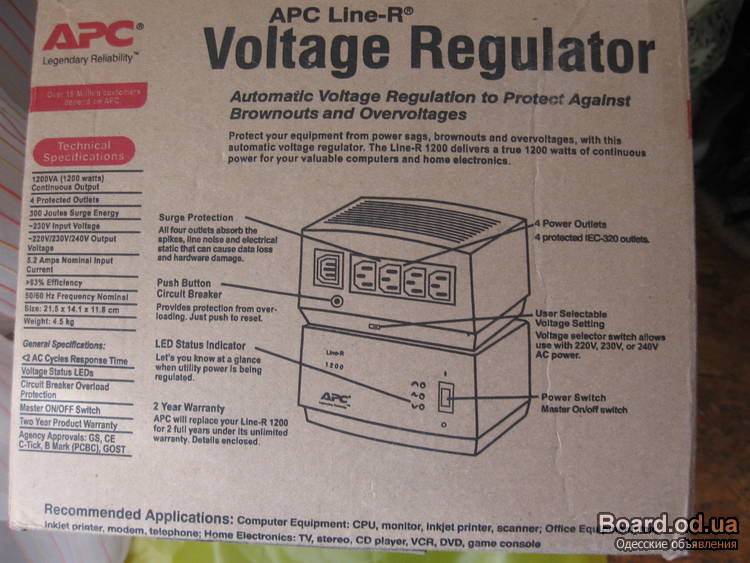 APC
Legendary Reliability™
Over 15 Million customers
depend on APC.
APC Line-R®
Voltage Regulator
Automatic Voltage Regulation to Protect Against
Brownouts and Overvoltages
Protect your equipment from power sags, brownouts and overvoltages, with this
automatic voltage regulator. The Line-R 1200 delivers a true 1200 watts of continuous
power for your valuable computers and home electronics.
Technical
Specifications
1200VA (1200 watts)
Continuous Output
4 Protected Outlets
300 Joules Surge Energy
~230V Input Voltage
~220V/230V/240V Output
Voltage
5.2 Amps Nominal Input
Current
>93% Efficiency
50/60 Hz Frequency Nominal
Size: 21.5 x 14.1 x 11.8 cm
Weight: 4.5 kg
General Specifications:
<2 AC Cycles Response Time
Voltage Status LEDs
Circuit Breaker Overload
Protection
Master ON/OFF Switch
Two Year Product Warranty
Agency Approvals: GS, CE
C-Tick, B Mark (PCBC), GOST
Surge Protection
All four outlets absorb the
spikes, line noise and electrical
static that can cause data loss
and hardware damage.
Push Button
Circuit Breaker
Provides protection from over-
loading. Just push to reset.
LED Status Indicator
Let's you know at a glance
when utility power is being
regulated.
2 Year Warranty
APC will replace your Line-R 1200
for 2 full years under its unlimited
warranty. Details enclosed.
Line-R
1200
APC
4 Power Outlets
4 protected IEC-320 outlets.
User Selectable
Voltage Setting
Voltage selector switch allows
use with 220V, 230V, or 240V
AC power.
Power Switch
Master On/off switch
Recommended Applications: Computer Equipment: CPU, monitor, inkjet printer, scanner; Office
inkjet printer, modem, telephone; Home Electronics: TV, stereo, CD player, VCR, DVD, game console
Board.od.ua
Одесские объявления